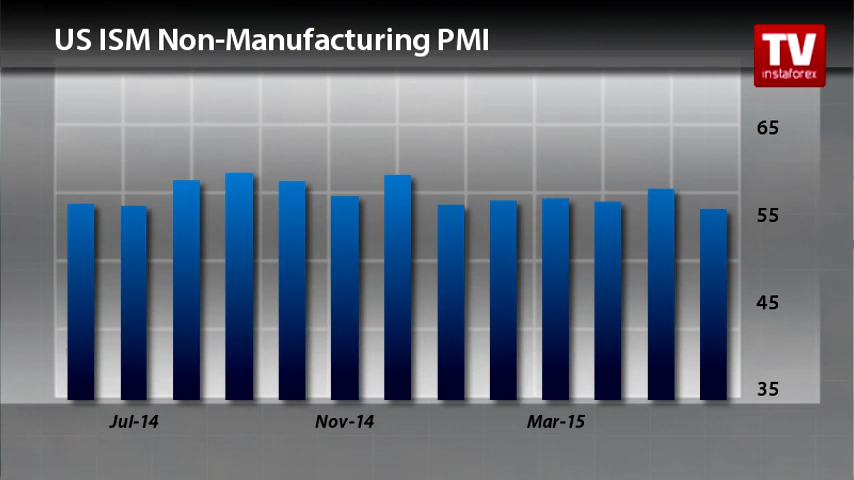 US ISM Non-Manufacturing PMI
TV
instaforex
65
55
45
35
Jul-14
Nov-14
Mar-15